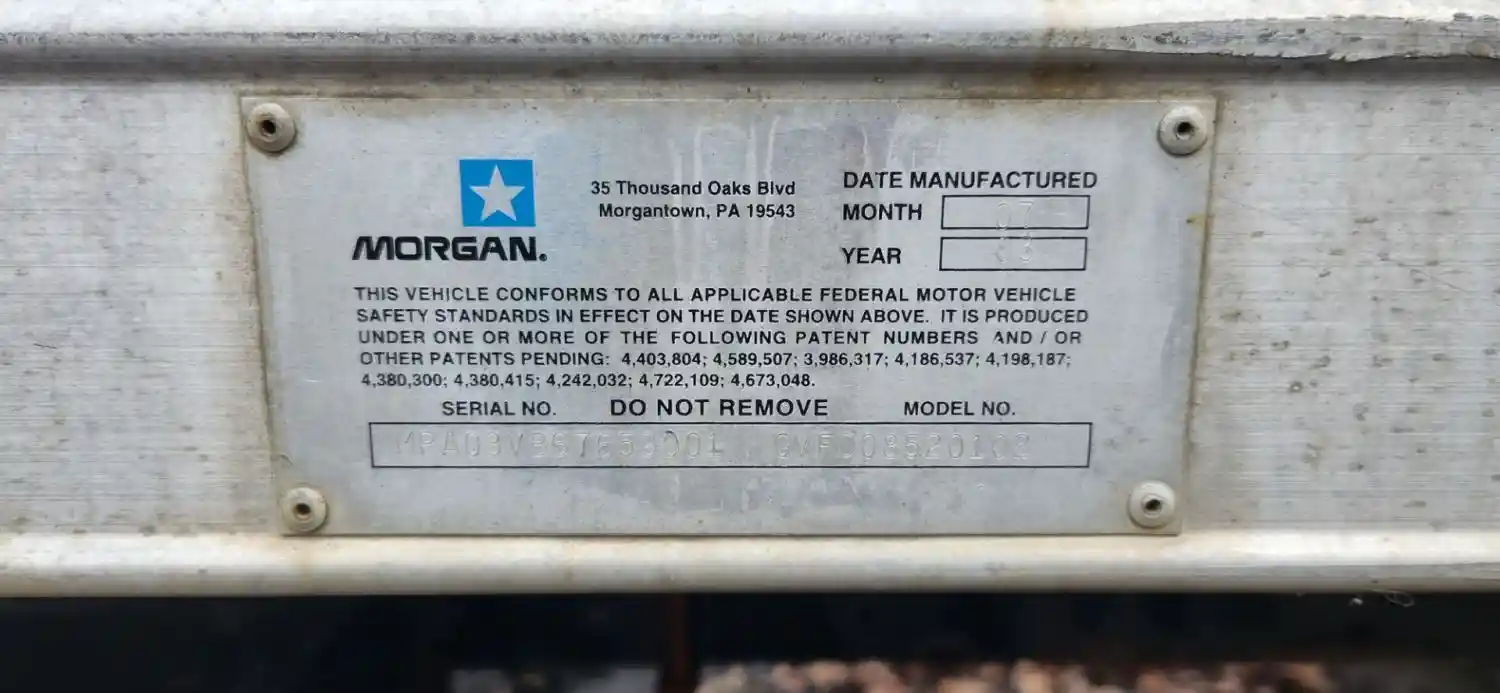 35 Thousand Oaks Blvd
Morgantown, PA 19543
MORGAN.
DATE MANUFACTURED
MONTH 07
YEAR
THIS VEHICLE CONFORMS TO ALL APPLICABLE FEDERAL MOTOR VEHICLE
SAFETY STANDARDS IN EFFECT ON THE DATE SHOWN ABOVE. IT IS PRODUCED
UNDER ONE OR MORE OF THE FOLLOWING PATENT NUMBERS AND / OR
OTHER PATENTS PENDING: 4,403,804; 4,589,507; 3,986,317; 4,186,537; 4,198,187;
4,380,300; 4,380,415; 4,242,032; 4,722,109; 4,673,048.
SERIAL NO. DO NOT REMOVE MODEL NO.